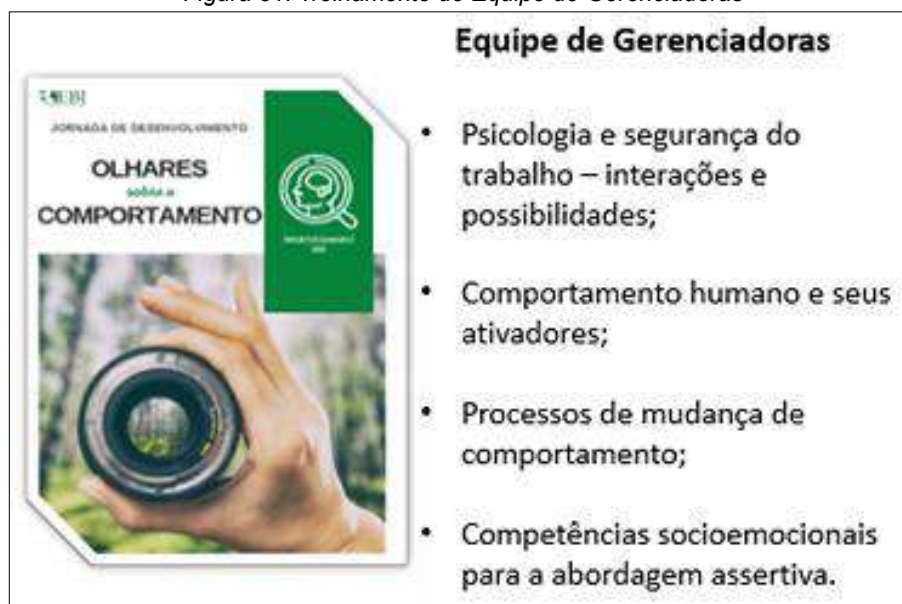 Equipe de Gerenciadoras
JORNADA DE DESENVOLVIMENTO
OLHARES
sobre o
COMPORTAMENTO
• Psicologia e segurança do
trabalho – interações e
possibilidades;
• Comportamento humano e seus
ativadores;
• Processos de mudança de
comportamento;
• Competências socioemocionais
para a abordagem assertiva.